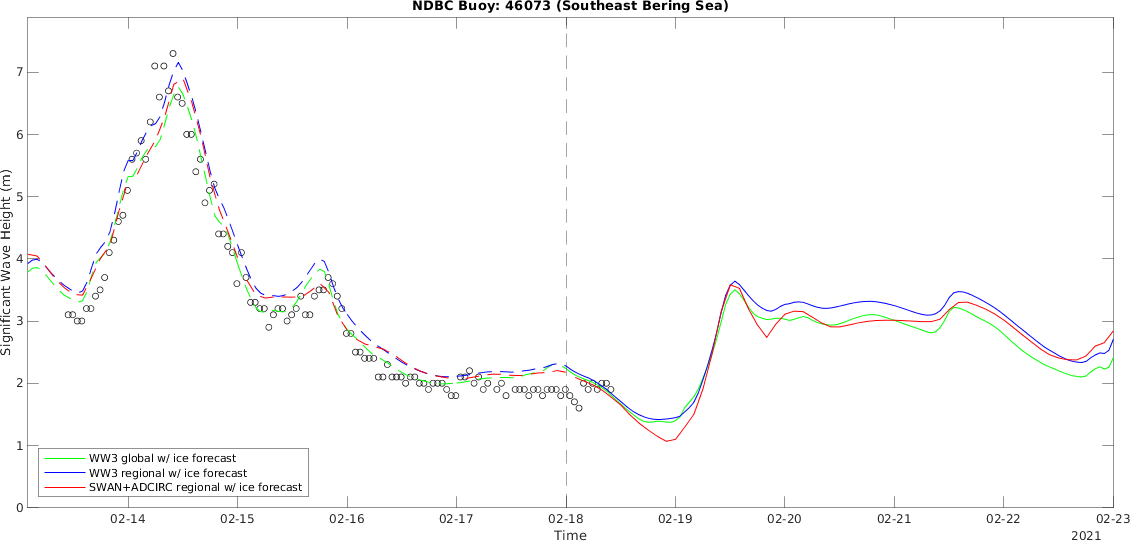 NDBC Buoy: 46073 (Southeast Bering Sea)
Significant Wave Height (m)
7
6
5
4
3
2
1
0
WW3 global w/ ice forecast
WW3 regional w/ ice forecast
SWAN+ADCIRC regional w/ ice forecast
02-14 02-15 02-16 02-17 02-18 02-19 02-20 02-21 02-22 02-23
Time
2021